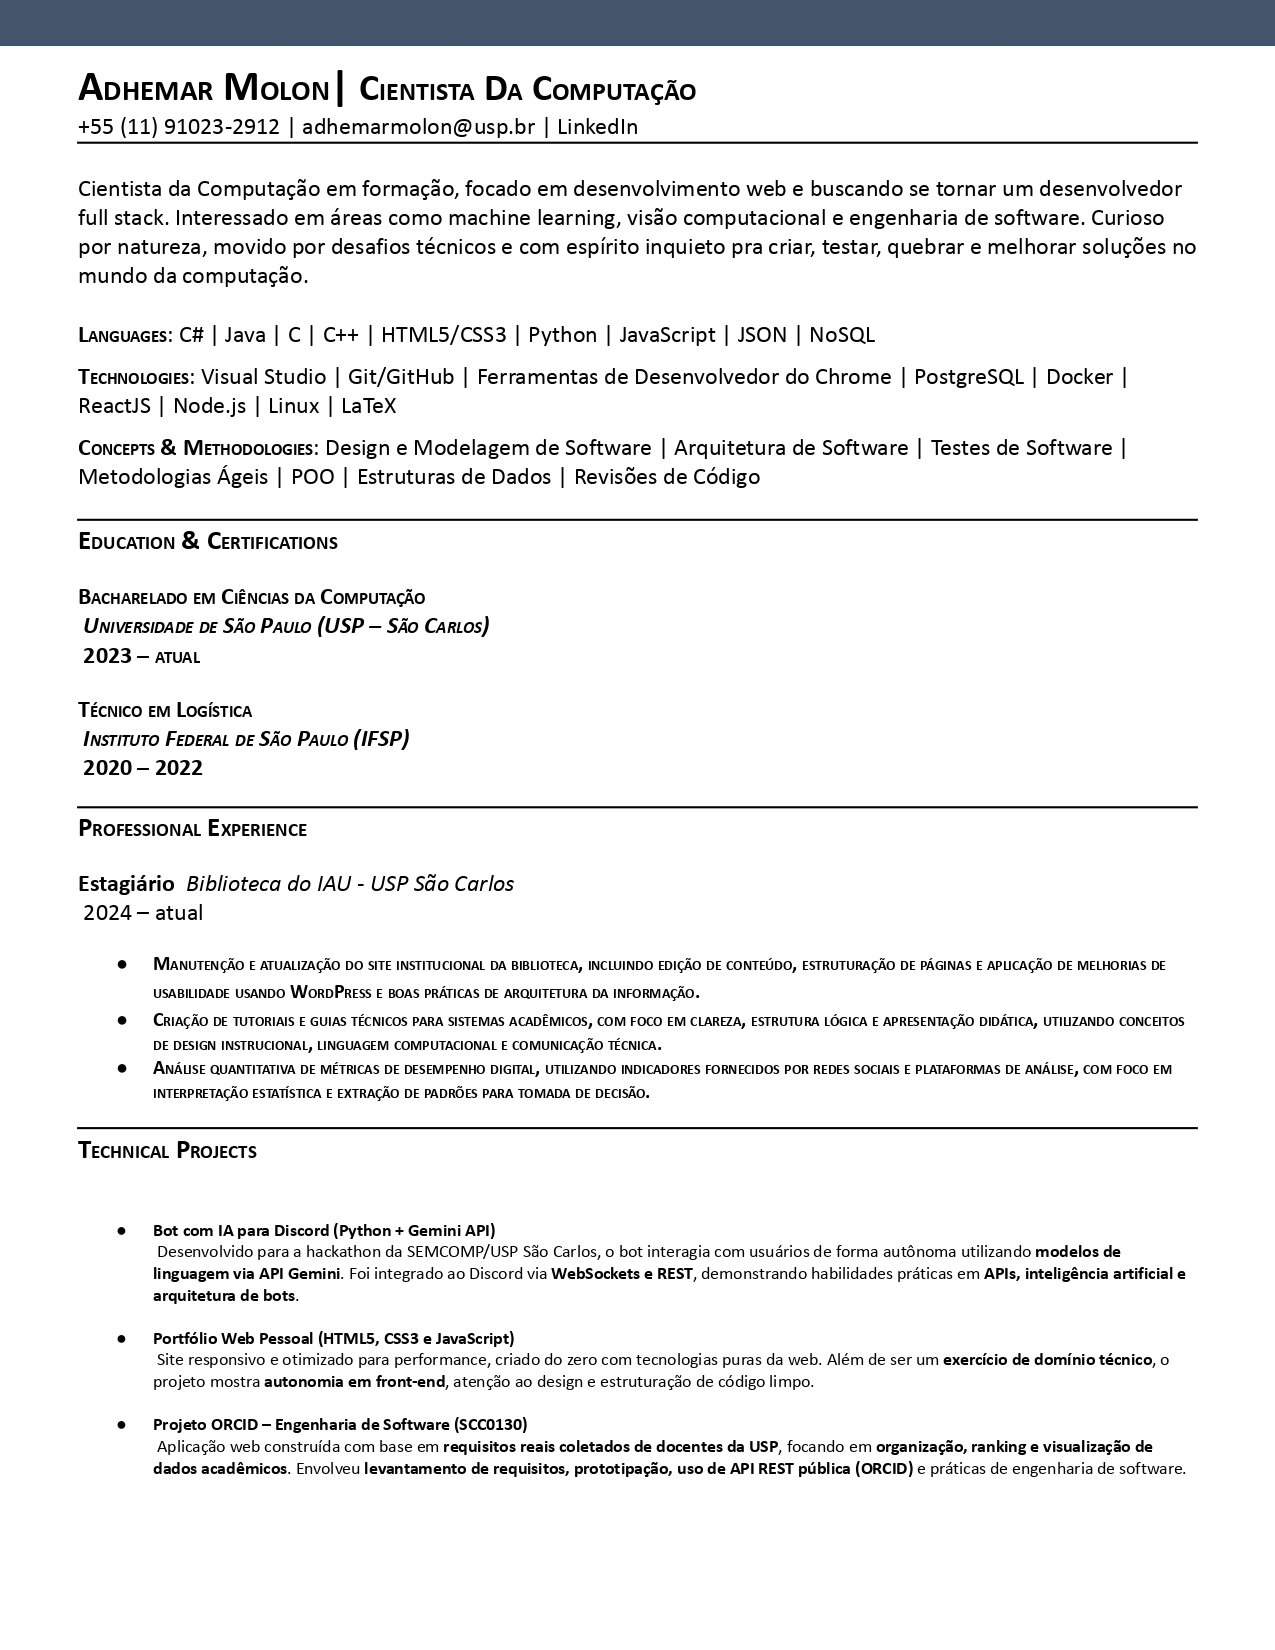 Adhemar Molon| Cientista Da Computação
+55 (11) 91023-2912 | adhemarmolon@usp.br | LinkedIn
Cientista da Computação em formação, focado em desenvolvimento web e buscando se tornar um desenvolvedor
full stack. Interessado em áreas como machine learning, visão computacional e engenharia de software. Curioso
por natureza, movido por desafios técnicos e com espírito inquieto pra criar, testar, quebrar e melhorar soluções no
mundo da computação.
Languages: C# | Java | C | C++ | HTML5/CSS3 | Python | JavaScript | JSON | NoSQL
Technologies: Visual Studio | Git/GitHub | Ferramentas de Desenvolvedor do Chrome | PostgreSQL | Docker |
ReactJS | Node.js | Linux | LaTeX
Concepts & Methodologies: Design e Modelagem de Software | Arquitetura de Software | Testes de Software |
Metodologias Ágeis | POO | Estruturas de Dados | Revisões de Código
Education & Certifications
Bacharelado em Ciências da Computação
Universidade de São Paulo (USP – São Carlos)
2023 – atual
Técnico em Logística
Instituto Federal de São Paulo (IFSP)
2020 – 2022
Professional Experience
Estagiário Biblioteca do IAU - USP São Carlos
2024 – atual
● Manutenção e atualização do site institucional da biblioteca, incluindo edição de conteúdo, estruturação de páginas e aplicação de melhorias de
usabilidade usando WordPress e boas práticas de arquitetura da informação.
● Criação de tutoriais e guias técnicos para sistemas acadêmicos, com foco em clareza, estrutura lógica e apresentação didática, utilizando conceitos
de design instrucional, linguagem computacional e comunicação técnica.
● Análise quantitativa de métricas de desempenho digital, utilizando indicadores fornecidos por redes sociais e plataformas de análise, com foco em
interpretação estatística e extração de padrões para tomada de decisão.
Technical Projects
● Bot com IA para Discord (Python + Gemini API)
Desenvolvido para a hackathon da SEMCOMP/USP São Carlos, o bot interagia com usuários de forma autônoma utilizando modelos de
linguagem via API Gemini. Foi integrado ao Discord via WebSockets e REST, demonstrando habilidades práticas em APIs, inteligência artificial e
arquitetura de bots.
● Portfólio Web Pessoal (HTML5, CSS3 e JavaScript)
Site responsivo e otimizado para performance, criado do zero com tecnologias puras da web. Além de ser um exercício de domínio técnico, o
projeto mostra autonomia em front-end, atenção ao design e estruturação de código limpo.
● Projeto ORCID – Engenharia de Software (SCC0130)
Aplicação web construída com base em requisitos reais coletados de docentes da USP, focando em organização, ranking e visualização de
dados acadêmicos. Envolveu levantamento de requisitos, prototipação, uso de API REST pública (ORCID) e práticas de engenharia de software.